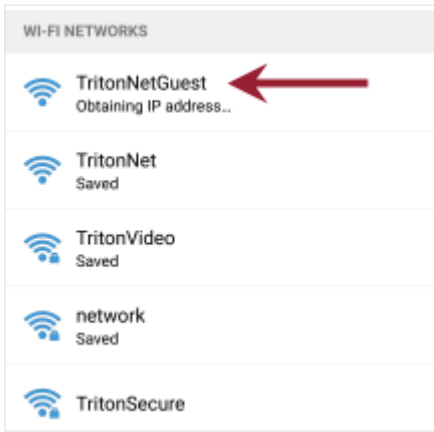 WI-FI NETWORKS
TritonNetGuest
Obtaining IP address...
TritonNet
Saved
TritonVideo
Saved
network
Saved
TritonSecure